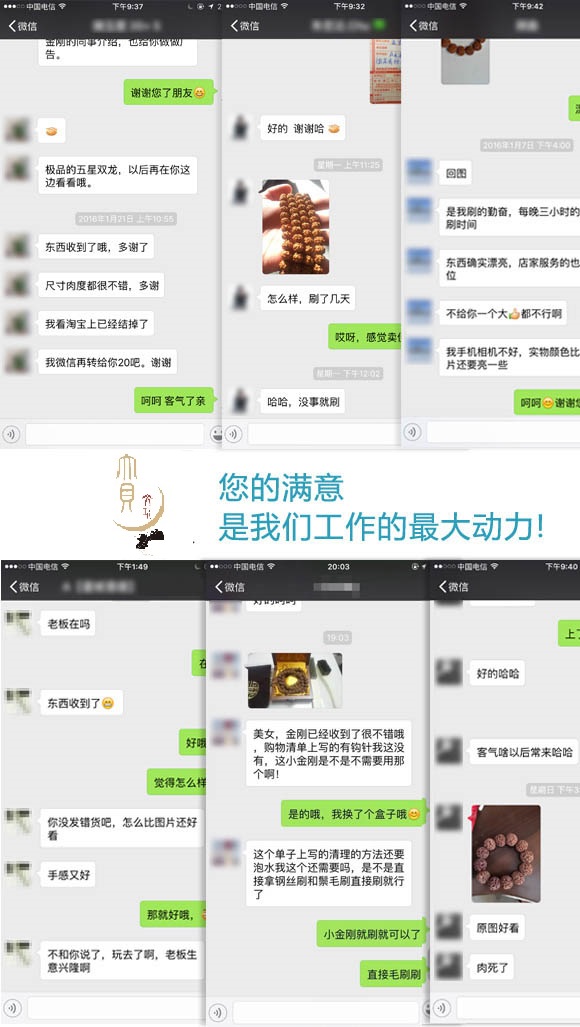 中国电信 下午9:37
微信
金刚的同事介绍，也给你做做广
告。
谢谢您了朋友
极品的五星双龙，以后再在你这
边看看哦。
2016年1月21日 上午10:55
东西收到了哦，多谢了
尺寸肉度都很不错，多谢
我看淘宝上已经结掉了
我微信再转给你20吧。谢谢
呵呵 客气了亲
中国电信 下午9:32
微信
好的 谢谢哈
星期一 上午11:25
怎么样，刷了几天
哎呀，感觉卖
星期一 下午12:02
哈哈，没事就刷
中国电信 下午9:42
微信
2016年1月7日 下午4:00
回图
是我刷的勤奋，每晚三小时的
刷时间
东西确实漂亮，店家服务的也
位
不给你一个大👍都不行啊
我手机相机不好，实物颜色比
片还要亮一些
呵呵😊谢谢您
您的满意
是我们工作的最大动力!
中国电信 下午1:49
微信
老板在吗
在
东西收到了
好哦
觉得怎么样
你没发错货吧，怎么比图片还好
看
手感又好
那就好哦，
不和你说了，玩去了啊，老板生
意兴隆啊
中国电信 20:03
微信
好的呵呵
19:03
美女，金刚已经收到了很不错哦
，购物清单上写的有钩针我这没
有，这小金刚是不是不需要用那
个啊!
是的哦，我换了个盒子哦
这个单子上写的清理的方法还要
泡水我这个还需要吗，是不是直
接拿钢丝刷和鬃毛刷直接刷就行
了
小金刚就刷就可以了
直接毛刷刷
中国电信 下午9:40
微信
上了
好的哈哈
客气啥以后常来哈哈
星期日 下午3
原图好看
肉死了